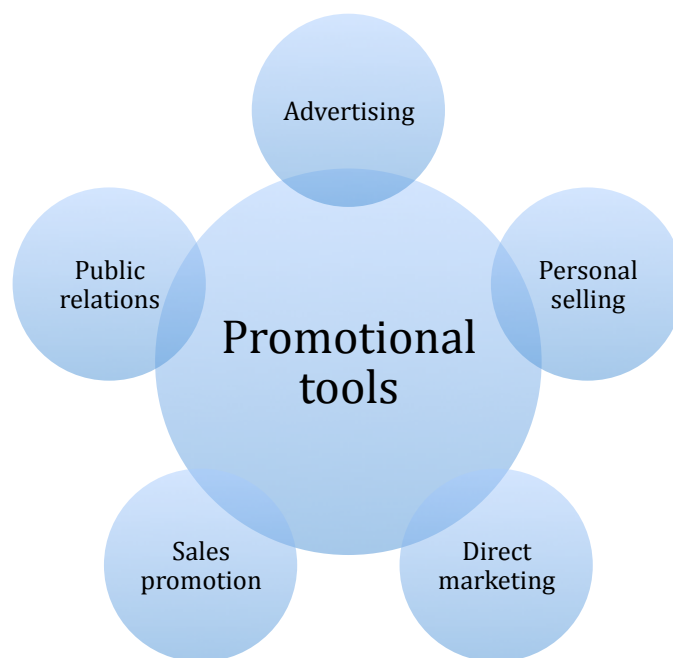 Advertising
Public
relations
Personal
selling
Promotional
tools
Sales
promotion
Direct
marketing